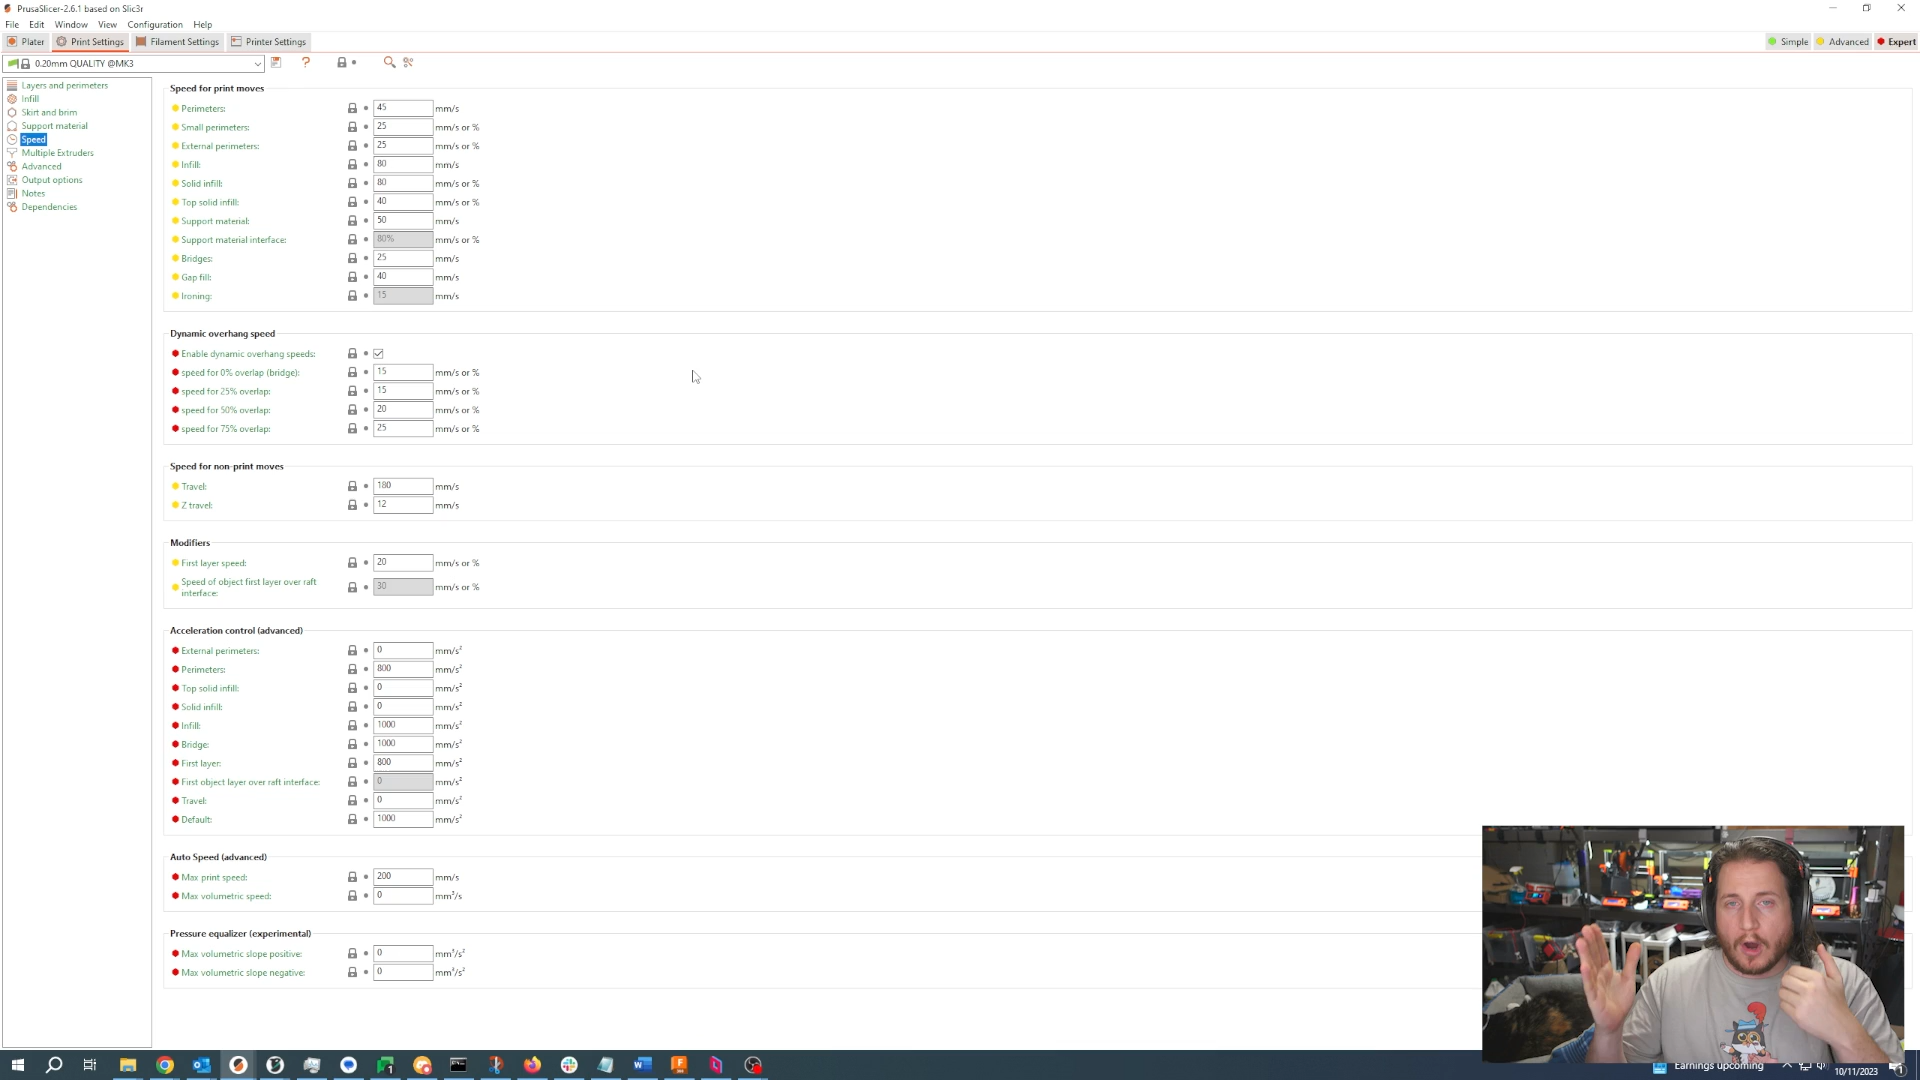 PrusaSlicer-2.6.1 based on Slic3r
File Edit Window View Configuration Help
Plater Print Settings Filament Settings Printer Settings Simple Advanced Expert
0.20mm QUALITY @MK3
Layers and perimeters
Infill
Skirt and brim
Support material
Speed
Multiple Extruders
Advanced
Output options
Notes
Dependencies
Speed for print moves
Perimeters: 45 mm/s
Small perimeters: 25 mm/s or %
External perimeters: 25 mm/s or %
Infill: 80 mm/s
Solid infill: 80 mm/s or %
Top solid infill: 40 mm/s or %
Support material: 50 mm/s
Support material interface: 80% mm/s or %
Bridges: 25 mm/s
Gap fill: 40 mm/s
Ironing: 15 mm/s
Dynamic overhang speed
Enable dynamic overhang speeds:
speed for 0% overlap (bridge): 15 mm/s or %
speed for 25% overlap: 15 mm/s or %
speed for 50% overlap: 20 mm/s or %
speed for 75% overlap: 25 mm/s or %
Speed for non-print moves
Travel: 180 mm/s
Z travel: 12 mm/s
Modifiers
First layer speed: 20 mm/s or %
Speed of object first layer over raft
interface: 30 mm/s or %
Acceleration control (advanced)
External perimeters: 0 mm/s²
Perimeters: 800 mm/s²
Top solid infill: 0 mm/s²
Solid infill: 0 mm/s²
Infill: 1000 mm/s²
Bridge: 1000 mm/s²
First layer: 800 mm/s²
First object layer over raft interface: 0 mm/s²
Travel: 0 mm/s²
Default: 1000 mm/s²
Auto Speed (advanced)
Max print speed: 200 mm/s
Max volumetric speed: 0 mm³/s
Pressure equalizer (experimental)
Max volumetric slope positive: 0 mm³/s²
Max volumetric slope negative: 0 mm³/s²
Earnings upcoming
10/11/2023